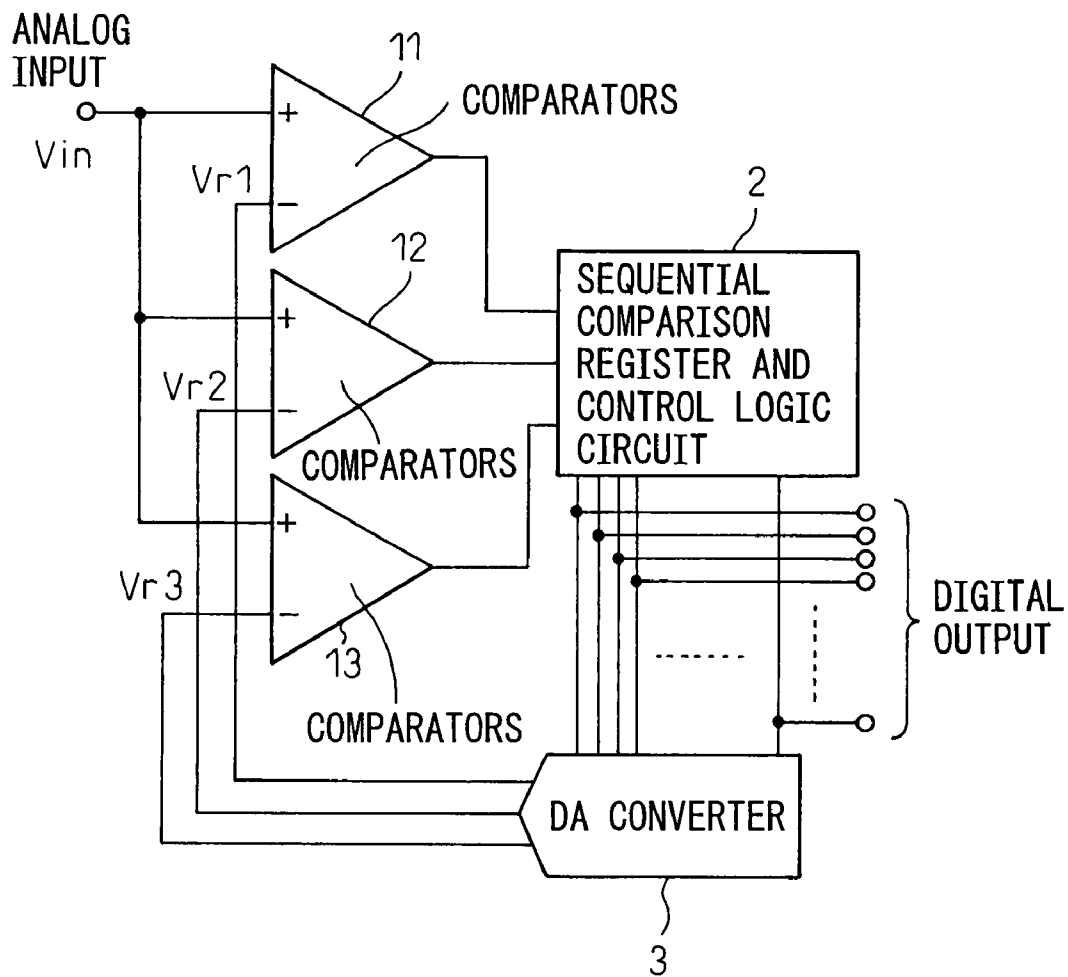 ANALOG
INPUT
Vin
11
+
COMPARATORS
Vr1
−
12
+
Vr2
−
COMPARATORS
2
SEQUENTIAL
COMPARISON
REGISTER AND
CONTROL LOGIC
CIRCUIT
+
Vr3
−
13
COMPARATORS
DIGITAL
OUTPUT
DA CONVERTER
3